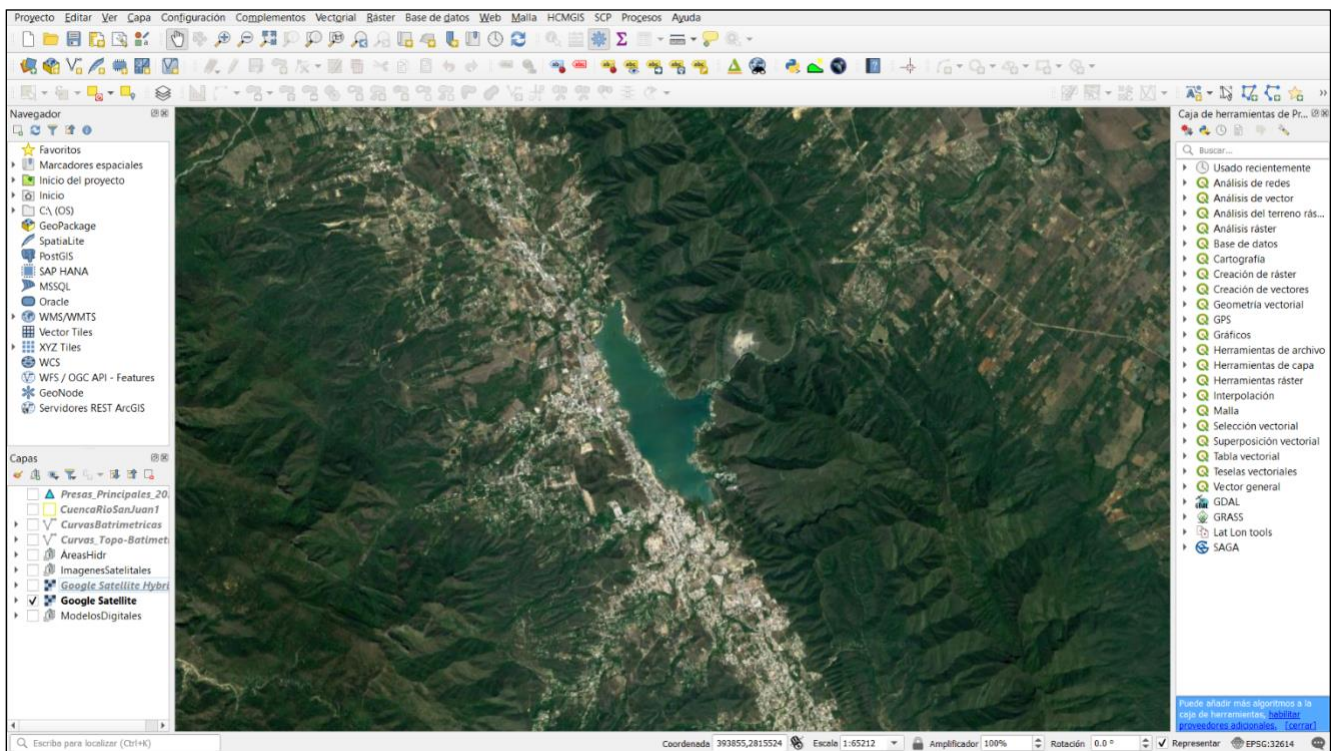 Proyecto Editar Ver Capa Configuración Complementos Vectorial Ráster Base de datos Web Malla HCMGIS SCP Procesos Ayuda
Navegador
Favoritos
Marcadores espaciales
Inicio del proyecto
Inicio
C:\ (OS)
GeoPackage
SpatiaLite
PostGIS
SAP HANA
MSSQL
Oracle
WMS/WMTS
Vector Tiles
XYZ Tiles
WCS
WFS / OGC API - Features
GeoNode
Servidores REST ArcGIS
Capas
Presas_Principales_20
CuencaRioSanJuan1
CurvasBatrimetricas
Curvas_Topo-Batimet
ÁreasHidr
ImagenesSatelitales
Google Satellite Hybri
Google Satellite
ModelosDigitales
Caja de herramientas de Pr...
Buscar...
Usado recientemente
Análisis de redes
Análisis de vector
Análisis del terreno rás...
Análisis ráster
Base de datos
Cartografía
Creación de ráster
Creación de vectores
Geometría vectorial
GPS
Gráficos
Herramientas de archivo
Herramientas de capa
Herramientas ráster
Interpolación
Malla
Selección vectorial
Superposición vectorial
Tabla vectorial
Teselas vectoriales
Vector general
GDAL
GRASS
Lat Lon tools
SAGA
Puede añadir más algoritmos a la
caja de herramientas, habilitar
proveedores adicionales. [cerrar]
Escriba para localizar (Ctrl+K) Coordenada 393855,2815524 Escala 1:65212 Amplificador 100% Rotación 0.0 ° Representar EPSG:32614